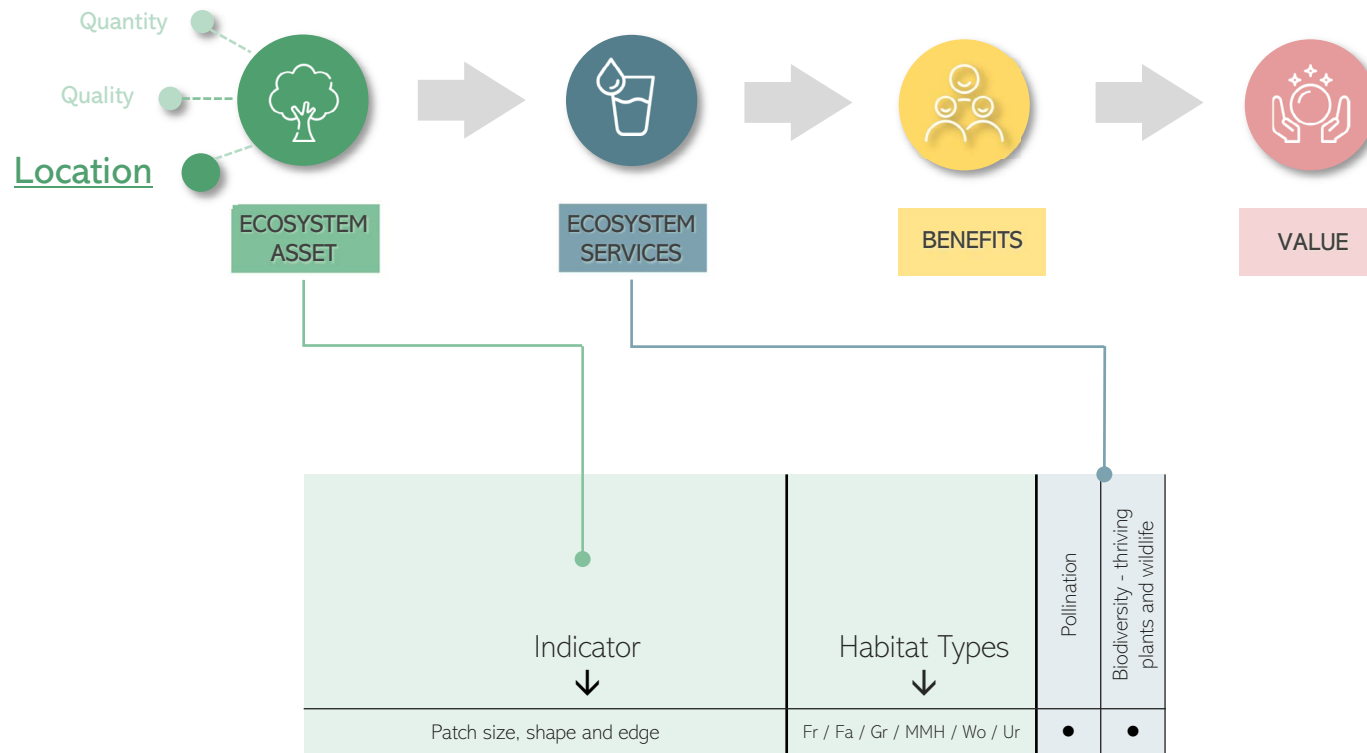 Quantity
Quality
Location
ECOSYSTEM
ASSET
ECOSYSTEM
SERVICES
BENEFITS
VALUE
Indicator
Habitat Types
Pollination
Biodiversity - thriving
plants and wildlife
Patch size, shape and edge
Fr / Fa / Gr / MMH / Wo / Ur